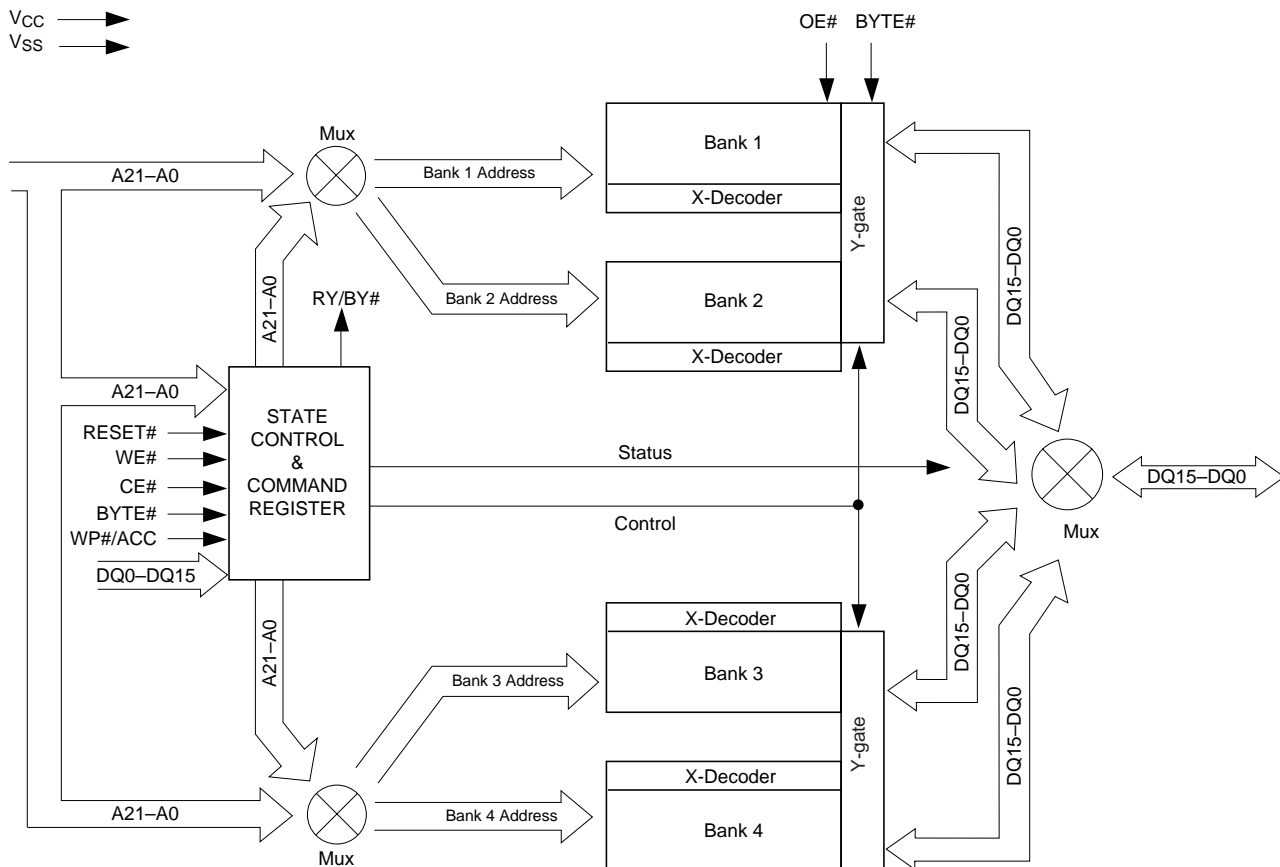 VCC
VSS
OE#
BYTE#
Mux
A21–A0
Bank 1 Address
Bank 1
X-Decoder
Y-gate
DQ15–DQ0
A21–A0
RY/BY#
Bank 2 Address
Bank 2
X-Decoder
DQ15–DQ0
A21–A0
RESET#
WE#
CE#
BYTE#
WP#/ACC
DQ0–DQ15
STATE
CONTROL
&
COMMAND
REGISTER
Status
Control
DQ15–DQ0
Mux
A21–A0
Bank 3 Address
X-Decoder
Bank 3
Y-gate
DQ15–DQ0
DQ15–DQ0
A21–A0
Mux
Bank 4 Address
X-Decoder
Bank 4